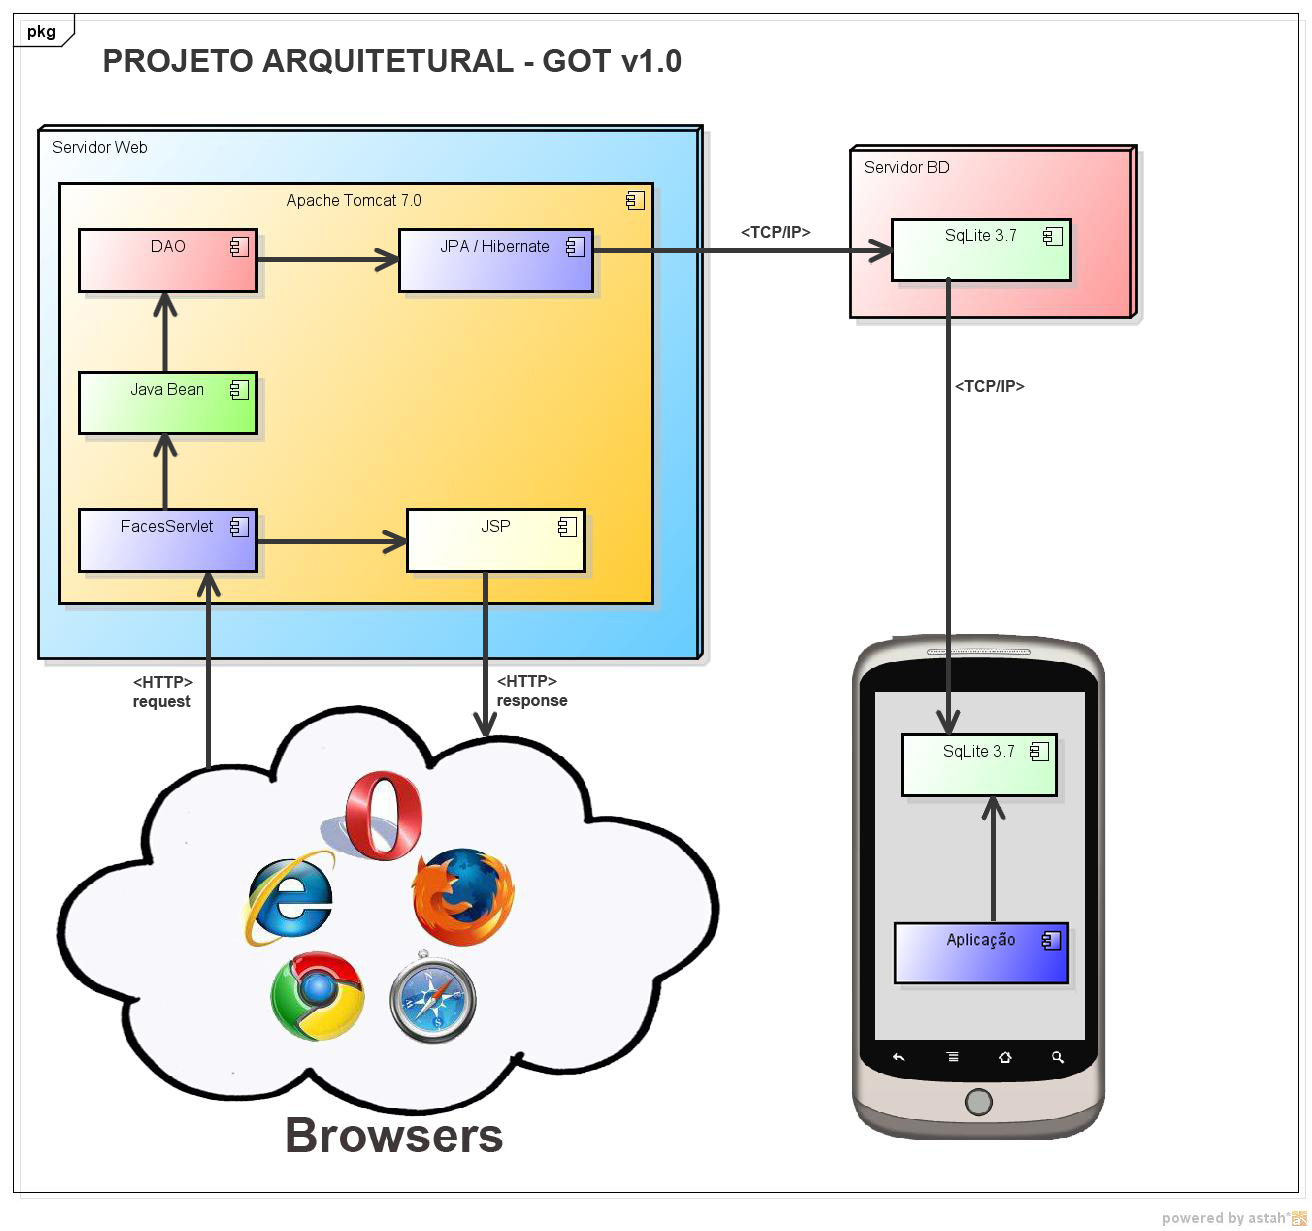 pkg
PROJETO ARQUITETURAL - GOT v1.0
Servidor Web
Apache Tomcat 7.0
DAO
JPA / Hibernate
<TCP/IP>
Servidor BD
SqLite 3.7
Java Bean
<TCP/IP>
FacesServlet
JSP
<HTTP>
request
<HTTP>
response
SqLite 3.7
Aplicação
Browsers
powered by astah*